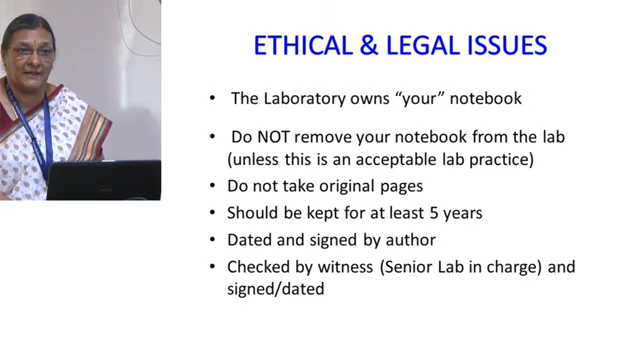 ETHICAL & LEGAL ISSUES
• The Laboratory owns “your” notebook
• Do NOT remove your notebook from the lab
(unless this is an acceptable lab practice)
• Do not take original pages
• Should be kept for at least 5 years
• Dated and signed by author
• Checked by witness (Senior Lab in charge) and
signed/dated